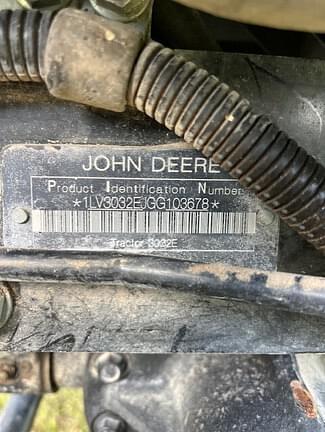 JOHN DEERE
Product Identification Number
*1LV3032EJGG103678*
Tractor 3032E